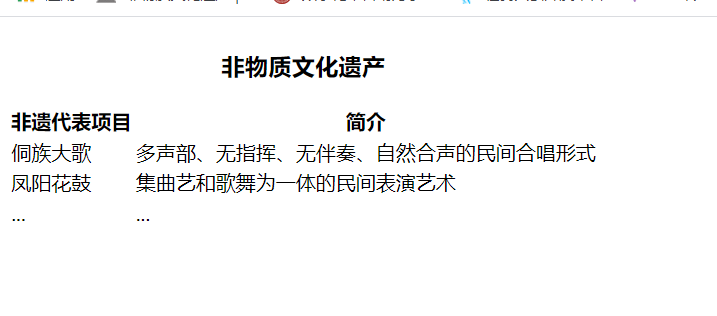 非物质文化遗产
非遗代表项目 简介
侗族大歌 多声部、无指挥、无伴奏、自然合声的民间合唱形式
凤阳花鼓 集曲艺和歌舞为一体的民间表演艺术
... ...